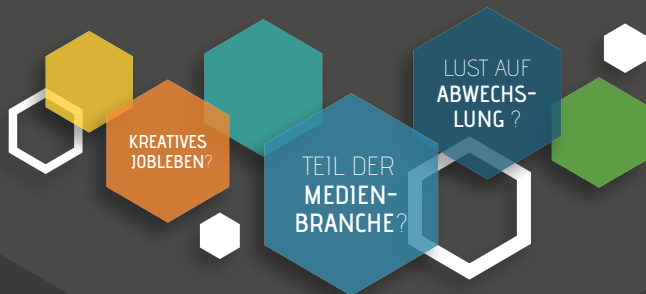 KREATIVES
JOBLEBEN?
TEIL DER
MEDIEN-
BRANCHE?
LUST AUF
ABWECHS-
LUNG ?